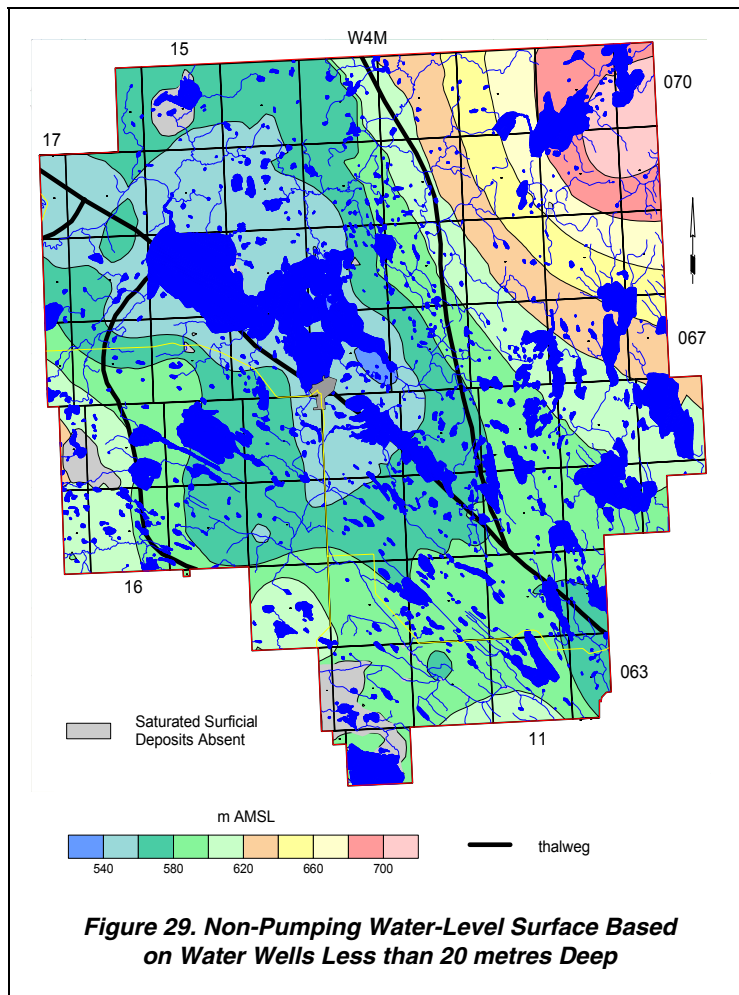 W4M
15
070
17
067
16
063
11
Saturated Surficial
Deposits Absent
m AMSL
thalweg
540 580 620 660 700
Figure 29. Non-Pumping Water-Level Surface Based
on Water Wells Less than 20 metres Deep